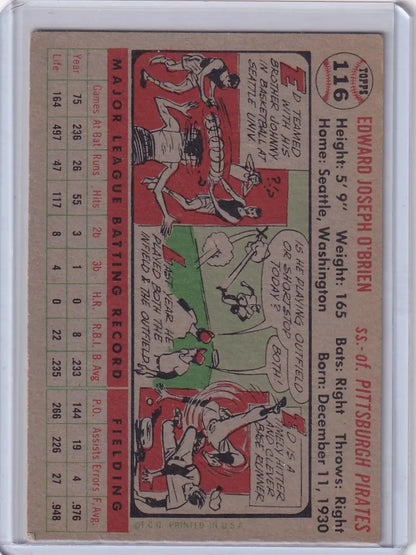 TOPPS
116
EDWARD JOSEPH O'BRIEN ss-of. PITTSBURGH PIRATES
Height: 5' 9" Weight: 165 Bats: Right Throws: Right
Home: Seattle, Washington Born: December 11, 1930
ED TEAMED
WITH HIS
BROTHER JOHNNY
IN BASKETBALL AT
SEATTLE UNIV.
?!?
IS HE PLAYING OUTFIELD
OR SHORTSTOP
TODAY?
BOTH!
LAST YEAR HE
PLAYED BOTH THE
INFIELD & THE OUTFIELD.
ED IS A
TIMELY HITTER
AND CLEVER
BASE RUNNER
©T.C.G. PRINTED IN U.S.A.
MAJOR LEAGUE BATTING RECORD FIELDING
Games At Bat Runs Hits 2b 3b H.R. R.B.I. B Avg. P.O. Assists Errors F. Avg.
Year 75 236 26 55 3 1 0 8 .233 144 19 4 .976
Life 164 497 47 117 8 4 0 22 .235 266 226 27 .948